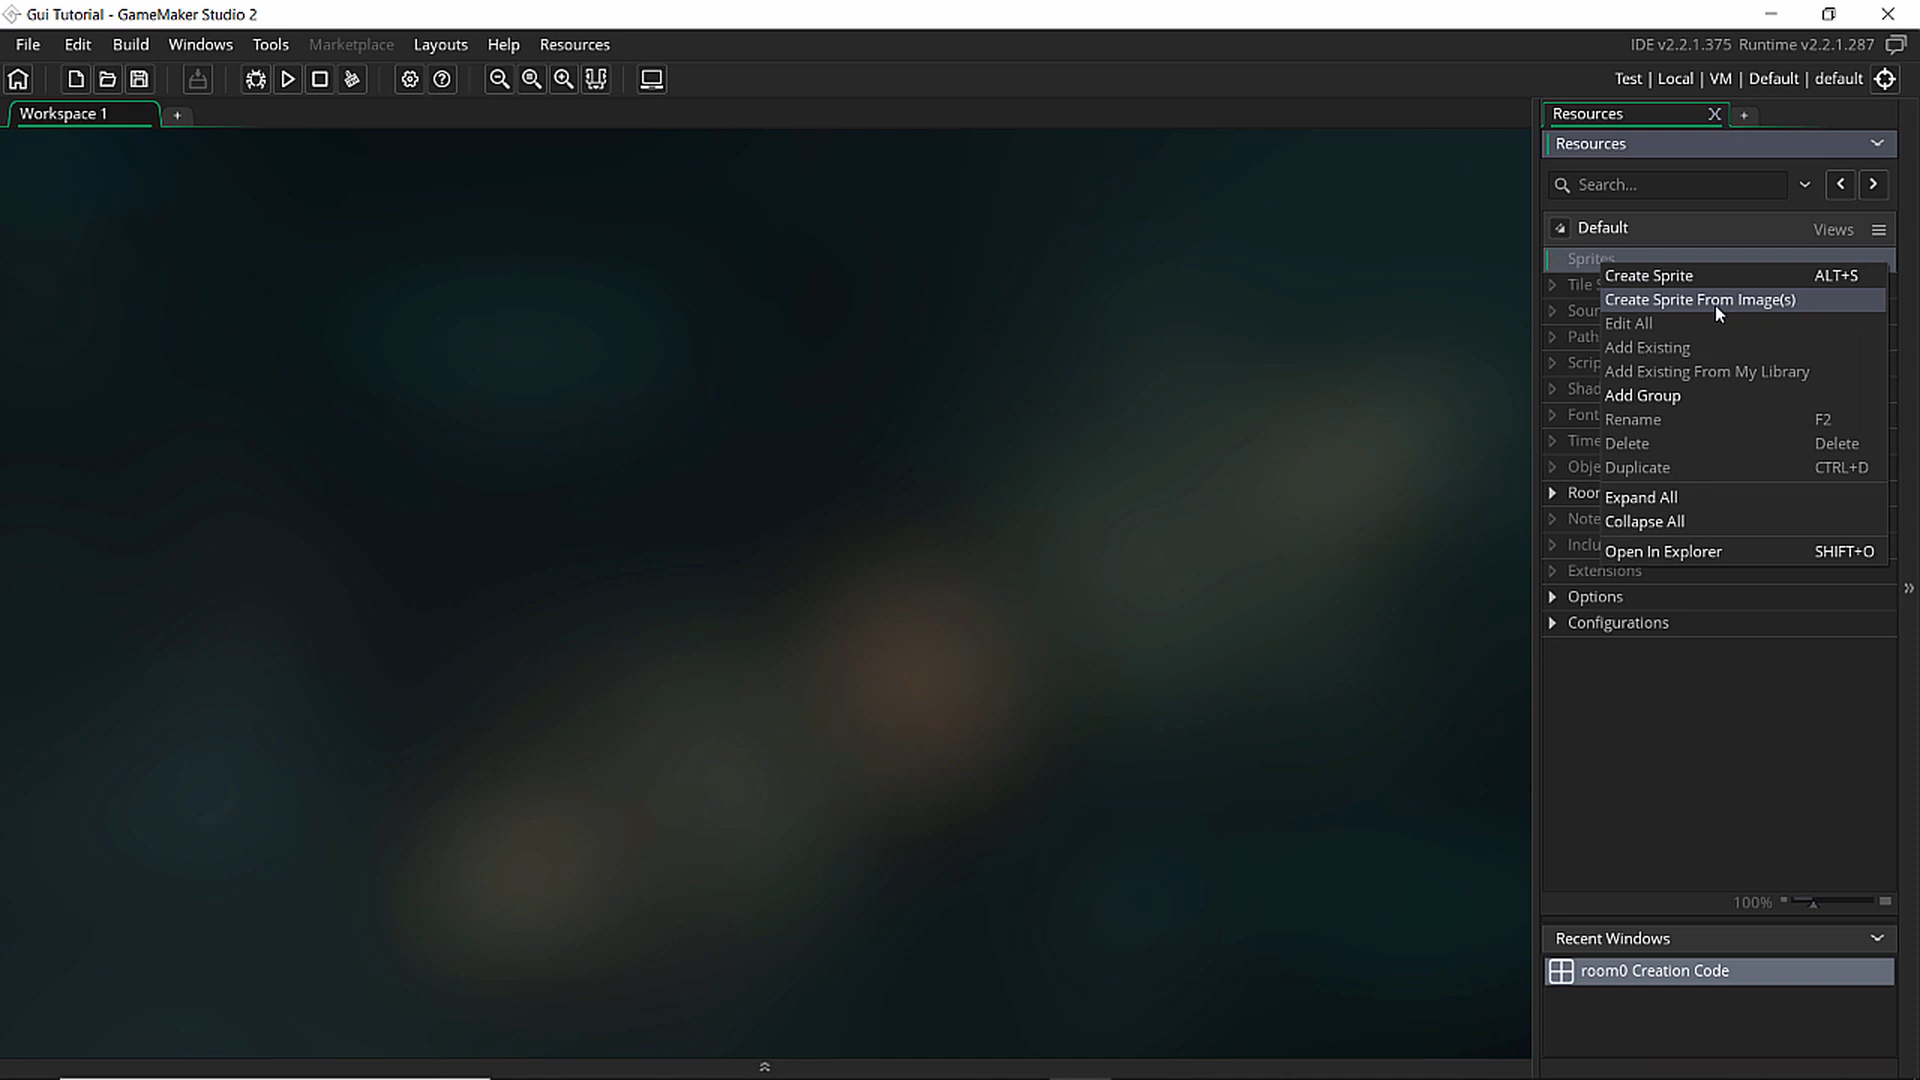 Gui Tutorial - GameMaker Studio 2
File Edit Build Windows Tools Marketplace Layouts Help Resources
IDE v2.2.1.375 Runtime v2.2.1.287
Test | Local | VM | Default | default
Workspace 1
Resources
Resources
Search...
Default
Views
Sprites
Create Sprite ALT+S
Create Sprite From Image(s)
Edit All
Add Existing
Add Existing From My Library
Add Group
Rename F2
Delete Delete
Duplicate CTRL+D
Expand All
Collapse All
Open In Explorer SHIFT+O
Tile
Sour
Path
Scrip
Shad
Font
Time
Obje
Roor
Note
Inclu
Extensions
Options
Configurations
100%
Recent Windows
room0 Creation Code